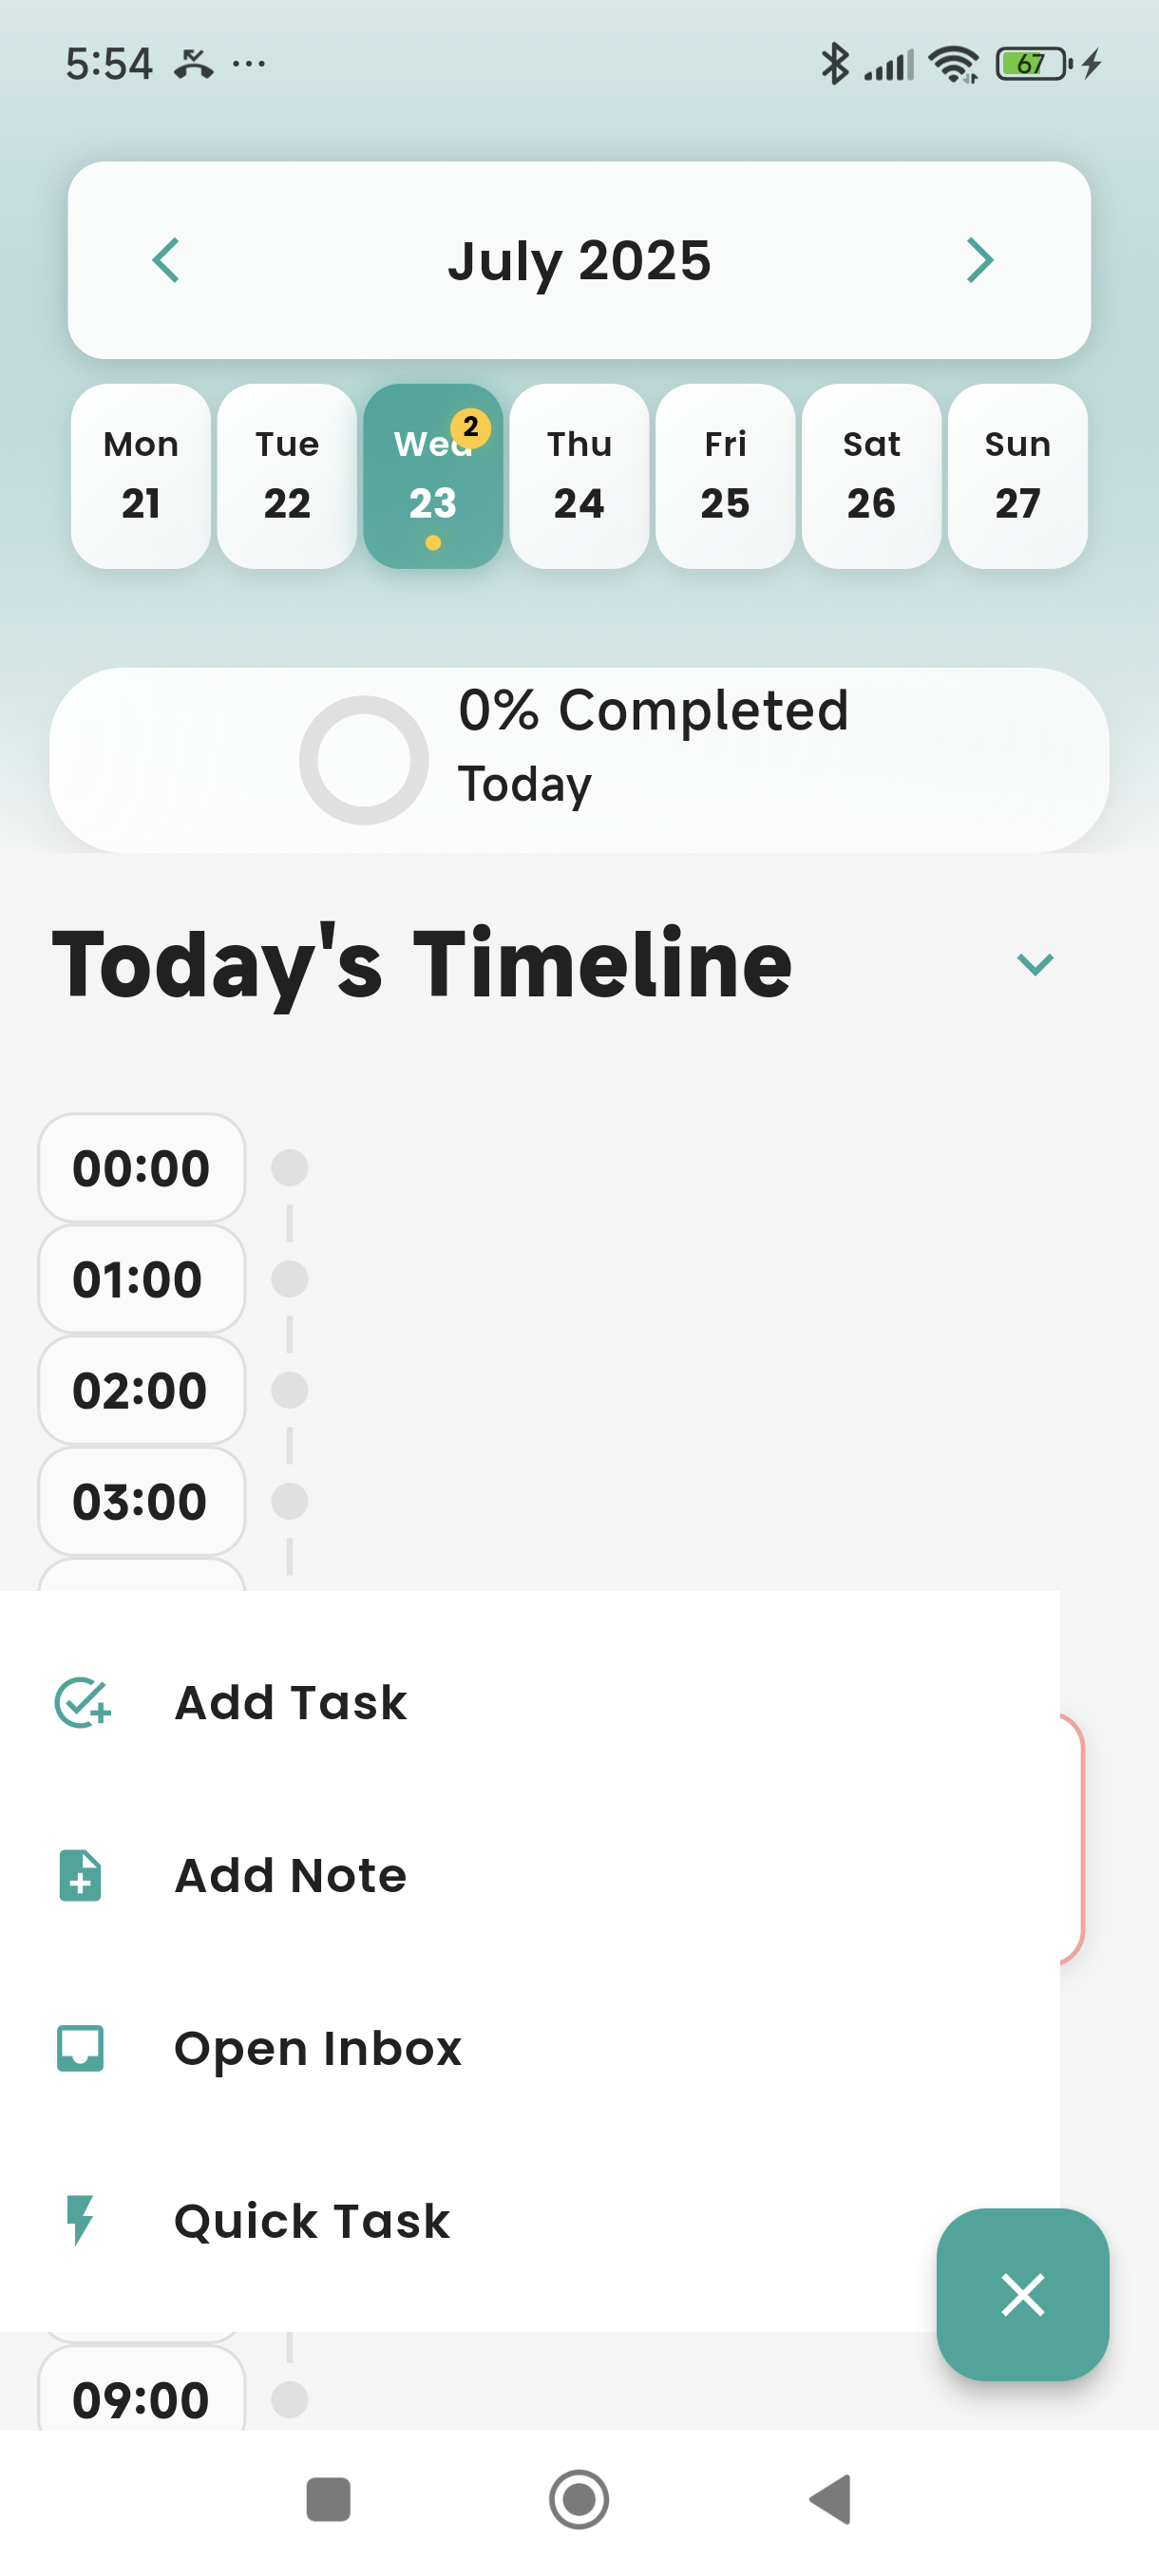 5:54 ...
67
July 2025
Mon Tue Wed Thu Fri Sat Sun
2
21 22 23 24 25 26 27
0% Completed
Today
Today's Timeline
00:00
01:00
02:00
03:00
Add Task
Add Note
Open Inbox
Quick Task
09:00